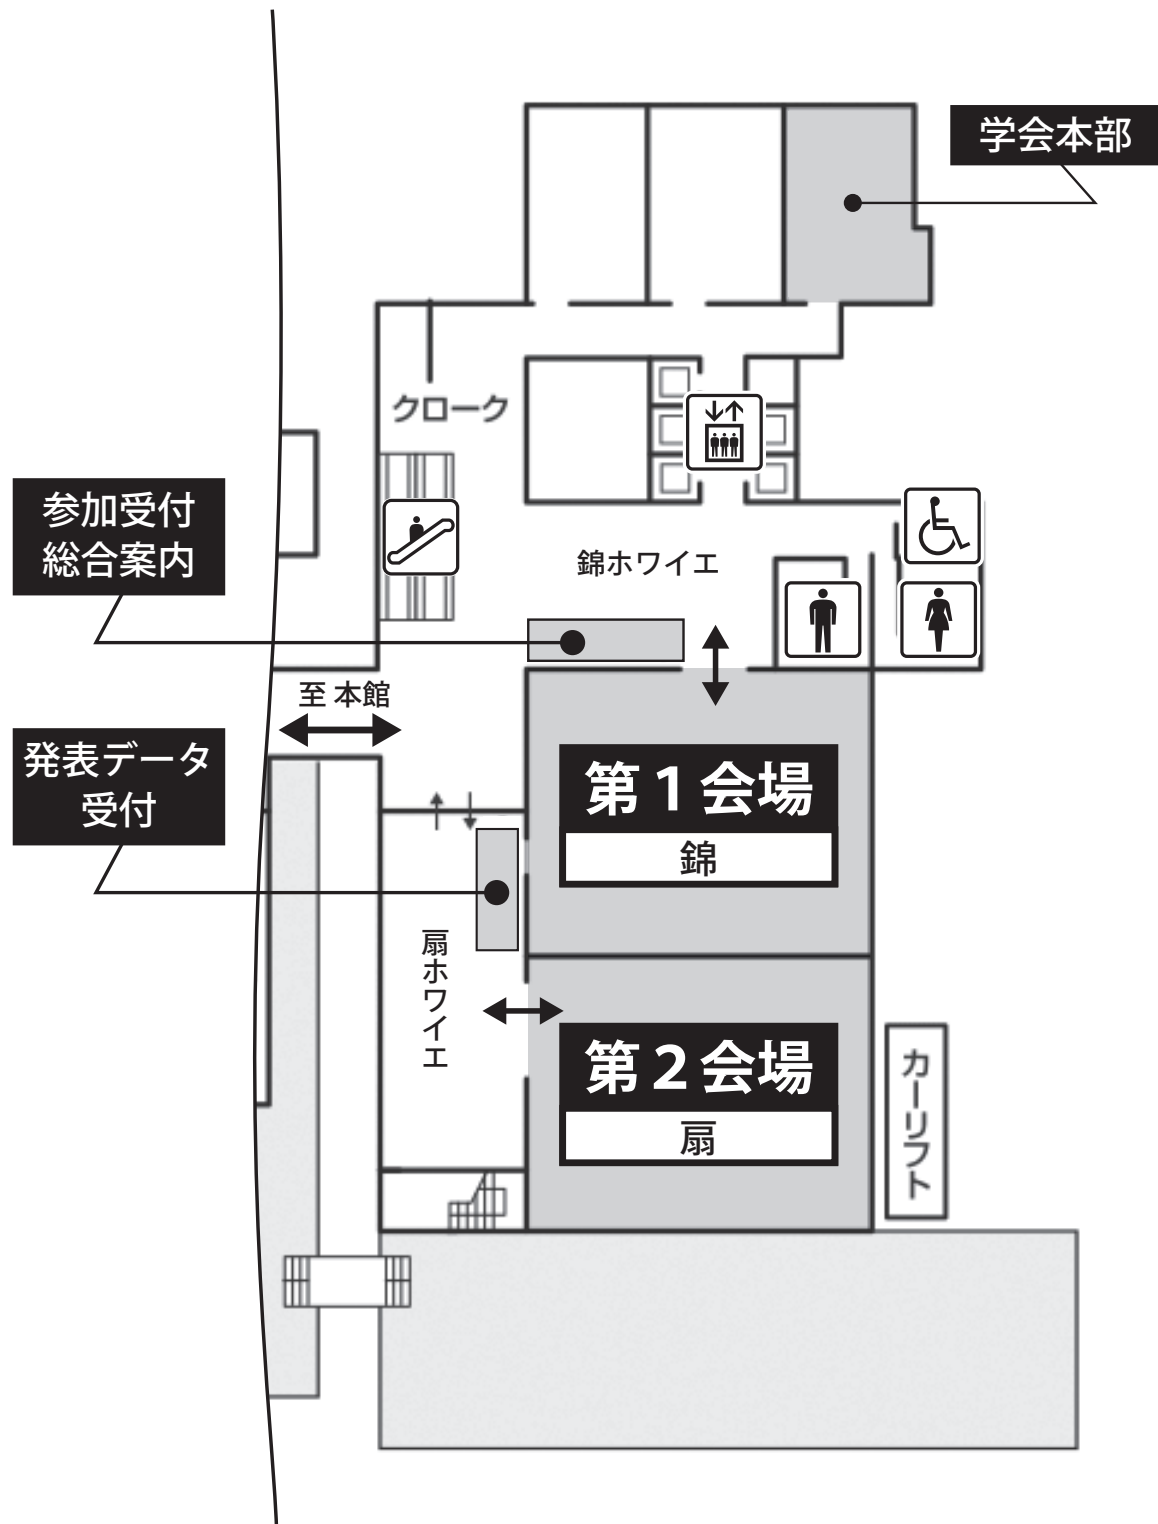 学会本部
クローク
参加受付
総合案内
錦ホワイエ
至 本館
発表データ
受付
第1会場
錦
扇ホワイエ
第2会場
扇
カーリフト